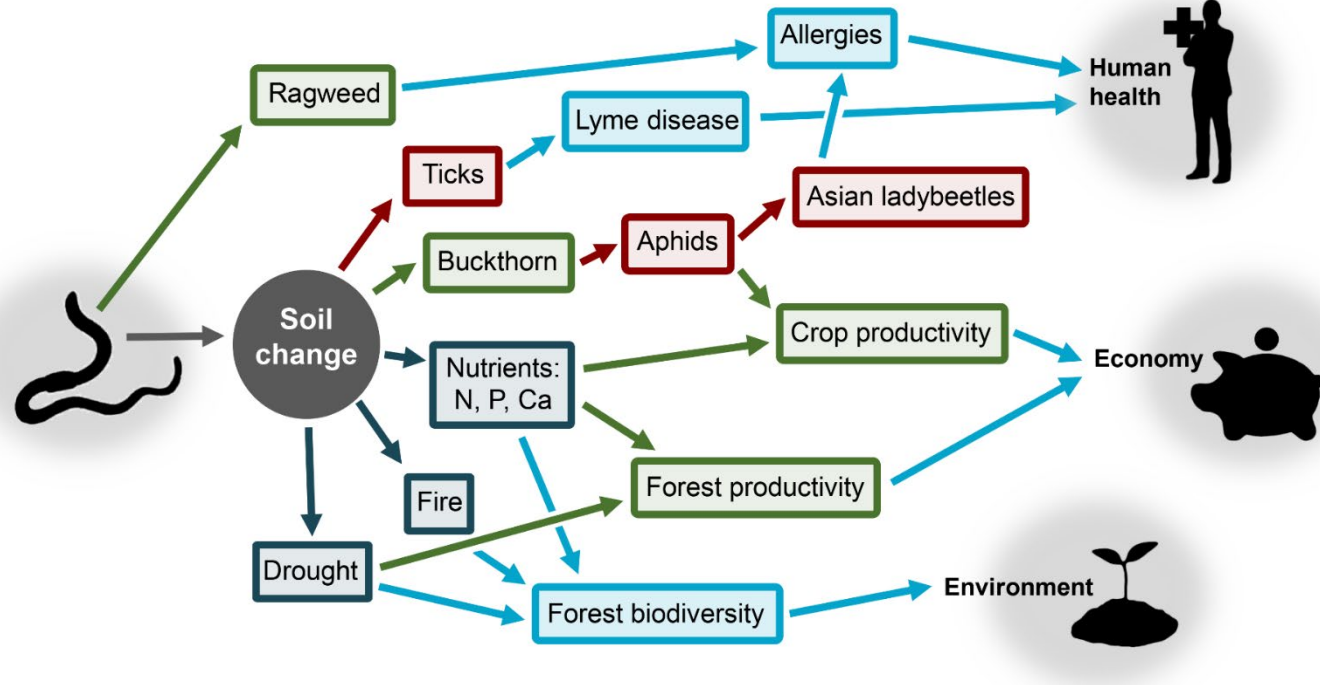 Allergies
Human
health
Ragweed
Lyme disease
Ticks
Asian ladybeetles
Aphids
Buckthorn
Soil
change
Crop productivity
Nutrients:
N, P, Ca
Economy
Forest productivity
Fire
Drought
Environment
Forest biodiversity